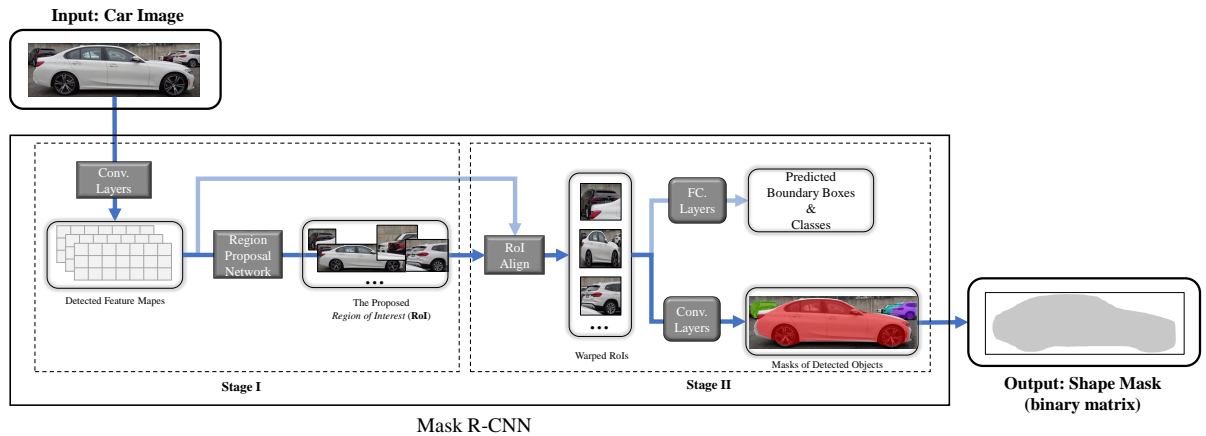 Input: Car Image
Conv.
Layers
Detected Feature Mapes
Region
Proposal
Network
The Proposed
Region of Interest (RoI)
Stage I
RoI
Align
Warped RoIs
FC.
Layers
Predicted
Boundary Boxes
&
Classes
Conv.
Layers
Masks of Detected Objects
Stage II
Output: Shape Mask
(binary matrix)
Mask R-CNN